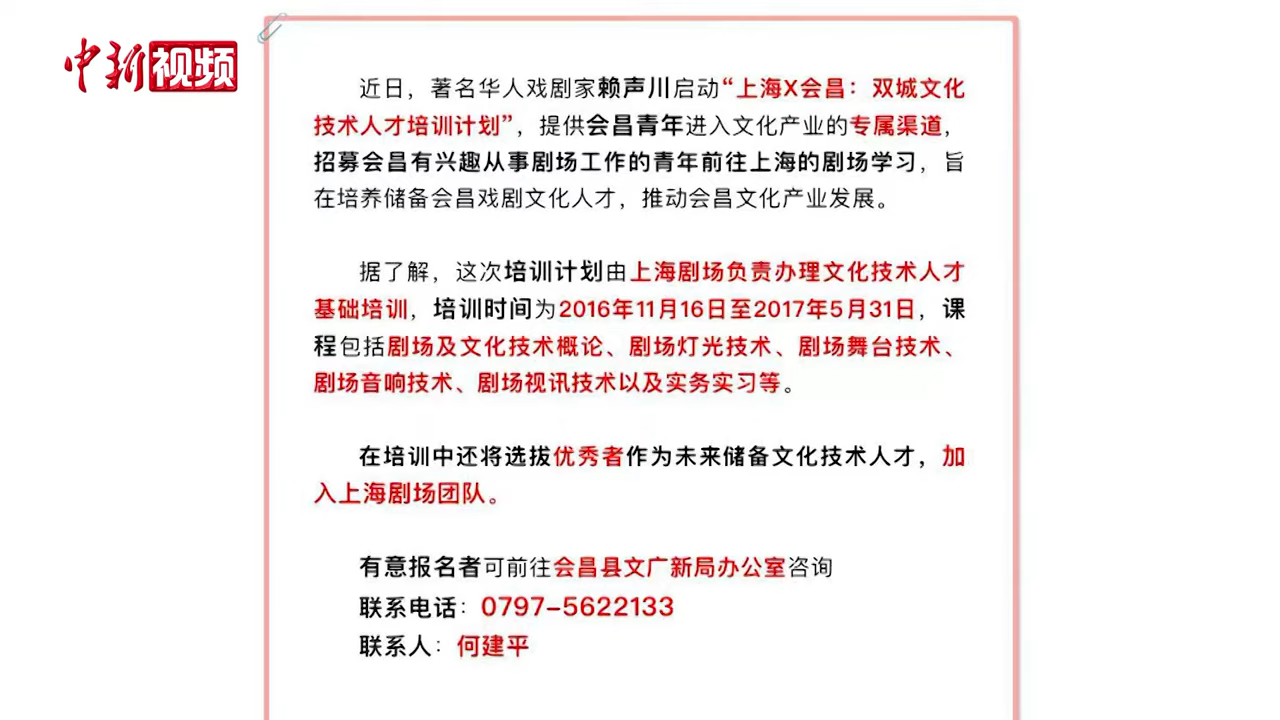 中新视频
近日，著名华人戏剧家赖声川启动“上海X会昌：双城文化
技术人才培训计划”，提供会昌青年进入文化产业的专属渠道，
招募会昌有兴趣从事剧场工作的青年前往上海的剧场学习，旨
在培养储备会昌戏剧文化人才，推动会昌文化产业发展。
据了解，这次培训计划由上海剧场负责办理文化技术人才
基础培训，培训时间为2016年11月16日至2017年5月31日，课
程包括剧场及文化技术概论、剧场灯光技术、剧场舞台技术、
剧场音响技术、剧场视讯技术以及实务实习等。
在培训中还将选拔优秀者作为未来储备文化技术人才，加
入上海剧场团队。
有意报名者可前往会昌县文广新局办公室咨询
联系电话：0797-5622133
联系人：何建平